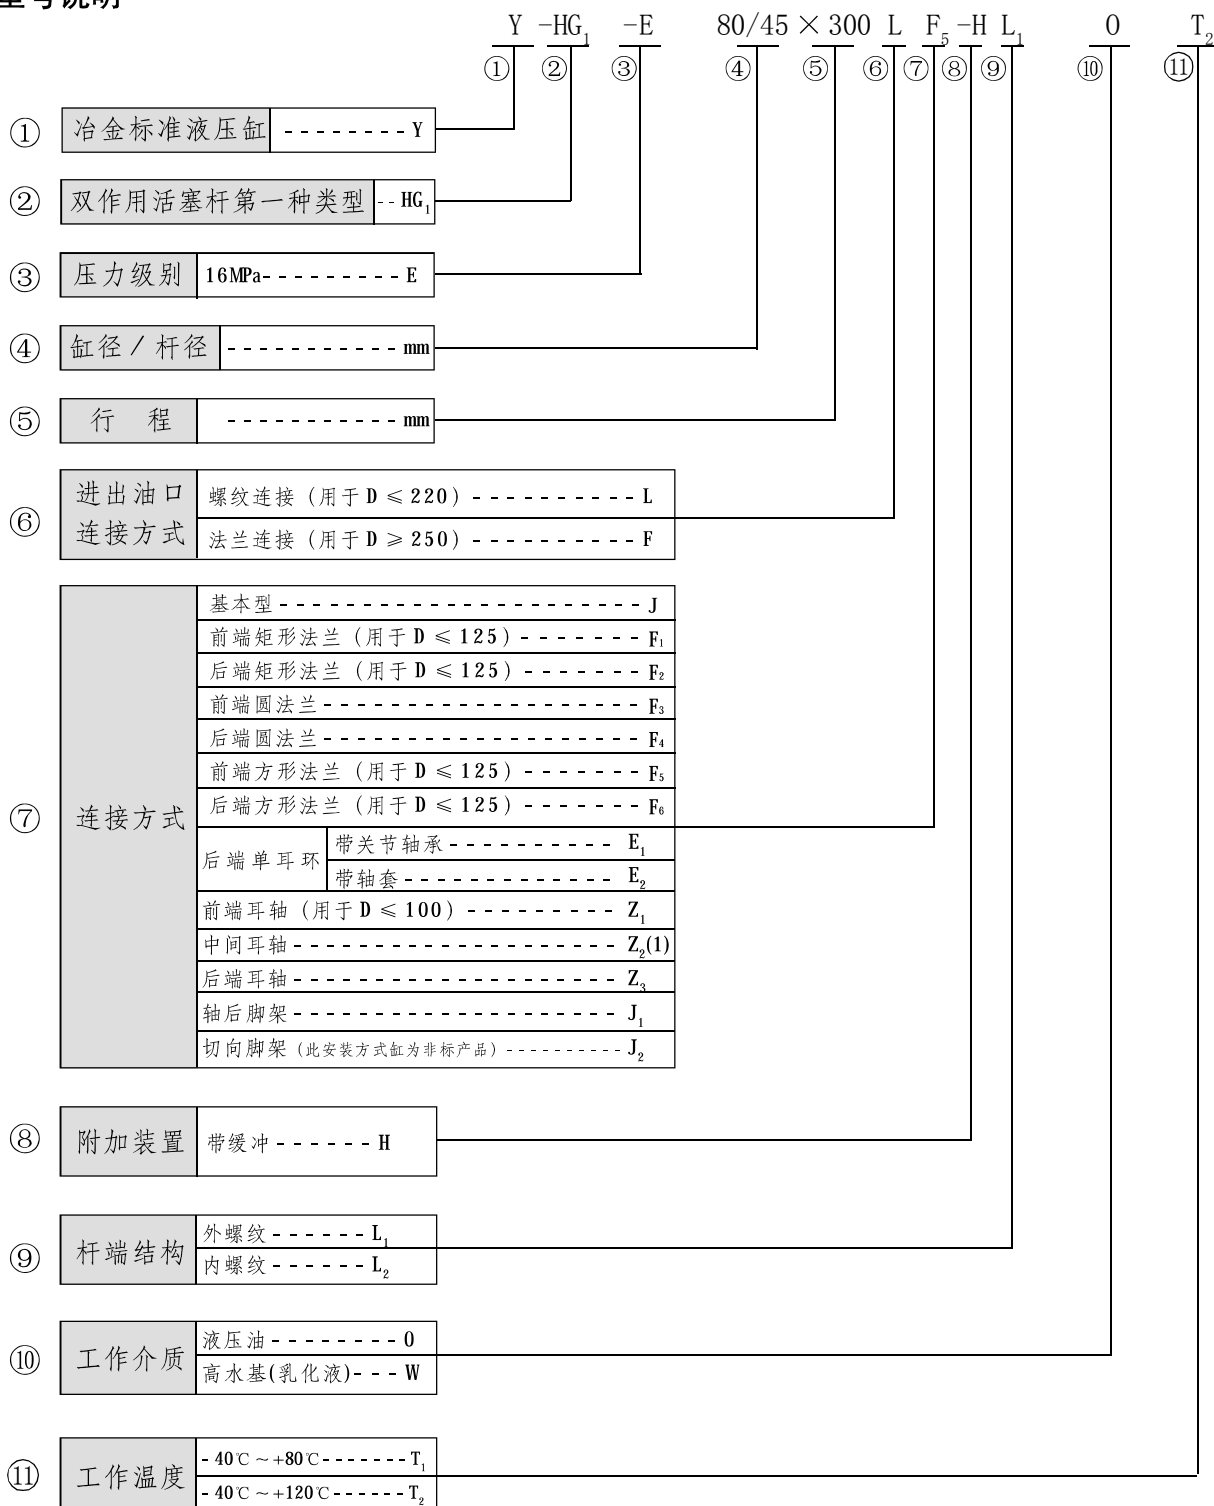 型号说明
Y -HG₁ -E 80/45 × 300 L F₅ -H L₁ 0 T₂
① ② ③ ④ ⑤ ⑥ ⑦ ⑧ ⑨ ⑩ ⑪
① 冶金标准液压缸 - - - - - - - - Y
② 双作用活塞杆第一种类型 - - HG₁
③ 压力级别 16MPa- - - - - - - - - E
④ 缸径 / 杆径 - - - - - - - - - - - mm
⑤ 行 程 - - - - - - - - - - - mm
⑥ 进出油口
连接方式
螺纹连接 (用于 D ≤ 220) - - - - - - - - - - L
法兰连接 (用于 D ≥ 250) - - - - - - - - - - F
⑦ 连接方式
基本型 - - - - - - - - - - - - - - - - - - - - - J
前端矩形法兰 (用于 D ≤ 125) - - - - - - - F₁
后端矩形法兰 (用于 D ≤ 125) - - - - - - - F₂
前端圆法兰 - - - - - - - - - - - - - - - - - - - F₃
后端圆法兰 - - - - - - - - - - - - - - - - - - - F₄
前端方形法兰 (用于 D ≤ 125) - - - - - - - F₅
后端方形法兰 (用于 D ≤ 125) - - - - - - - F₆
后端单耳环
带关节轴承 - - - - - - - - - - E₁
带轴套 - - - - - - - - - - - - - E₂
前端耳轴 (用于 D ≤ 100) - - - - - - - - - Z₁
中间耳轴 - - - - - - - - - - - - - - - - - - - Z₂(1)
后端耳轴 - - - - - - - - - - - - - - - - - - - Z₃
轴后脚架 - - - - - - - - - - - - - - - - - - - J₁
切向脚架 (此安装方式缸为非标产品) - - - - - - - - - - J₂
⑧ 附加装置 带缓冲 - - - - - - H
⑨ 杆端结构
外螺纹 - - - - - - L₁
内螺纹 - - - - - - L₂
⑩ 工作介质
液压油 - - - - - - - - 0
高水基(乳化液)- - - W
⑪ 工作温度
- 40℃ ~ +80℃ - - - - - - - T₁
- 40℃ ~ +120℃ - - - - - - T₂